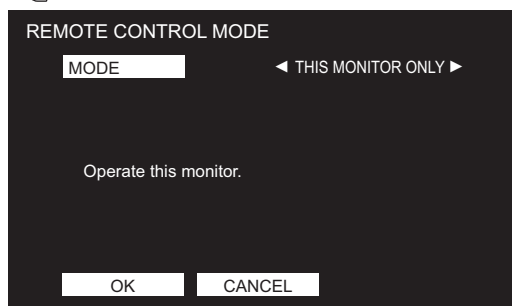 REMOTE CONTROL MODE
MODE ◄ THIS MONITOR ONLY ►
Operate this monitor.
OK CANCEL